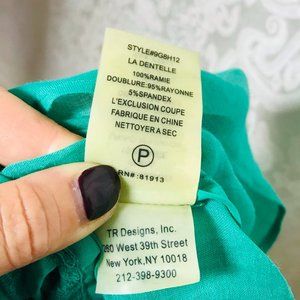 STYLE#9G8H12
LA DENTELLE
100%RAMIE
DOUBLURE:95%RAYONNE
5%SPANDEX
L'EXCLUSION COUPE
FABRIQUE EN CHINE
NETTOYER A SEC
P
RN#:81913
TR Designs, Inc.
260 West 39th Street
New York,NY 10018
212-398-9300